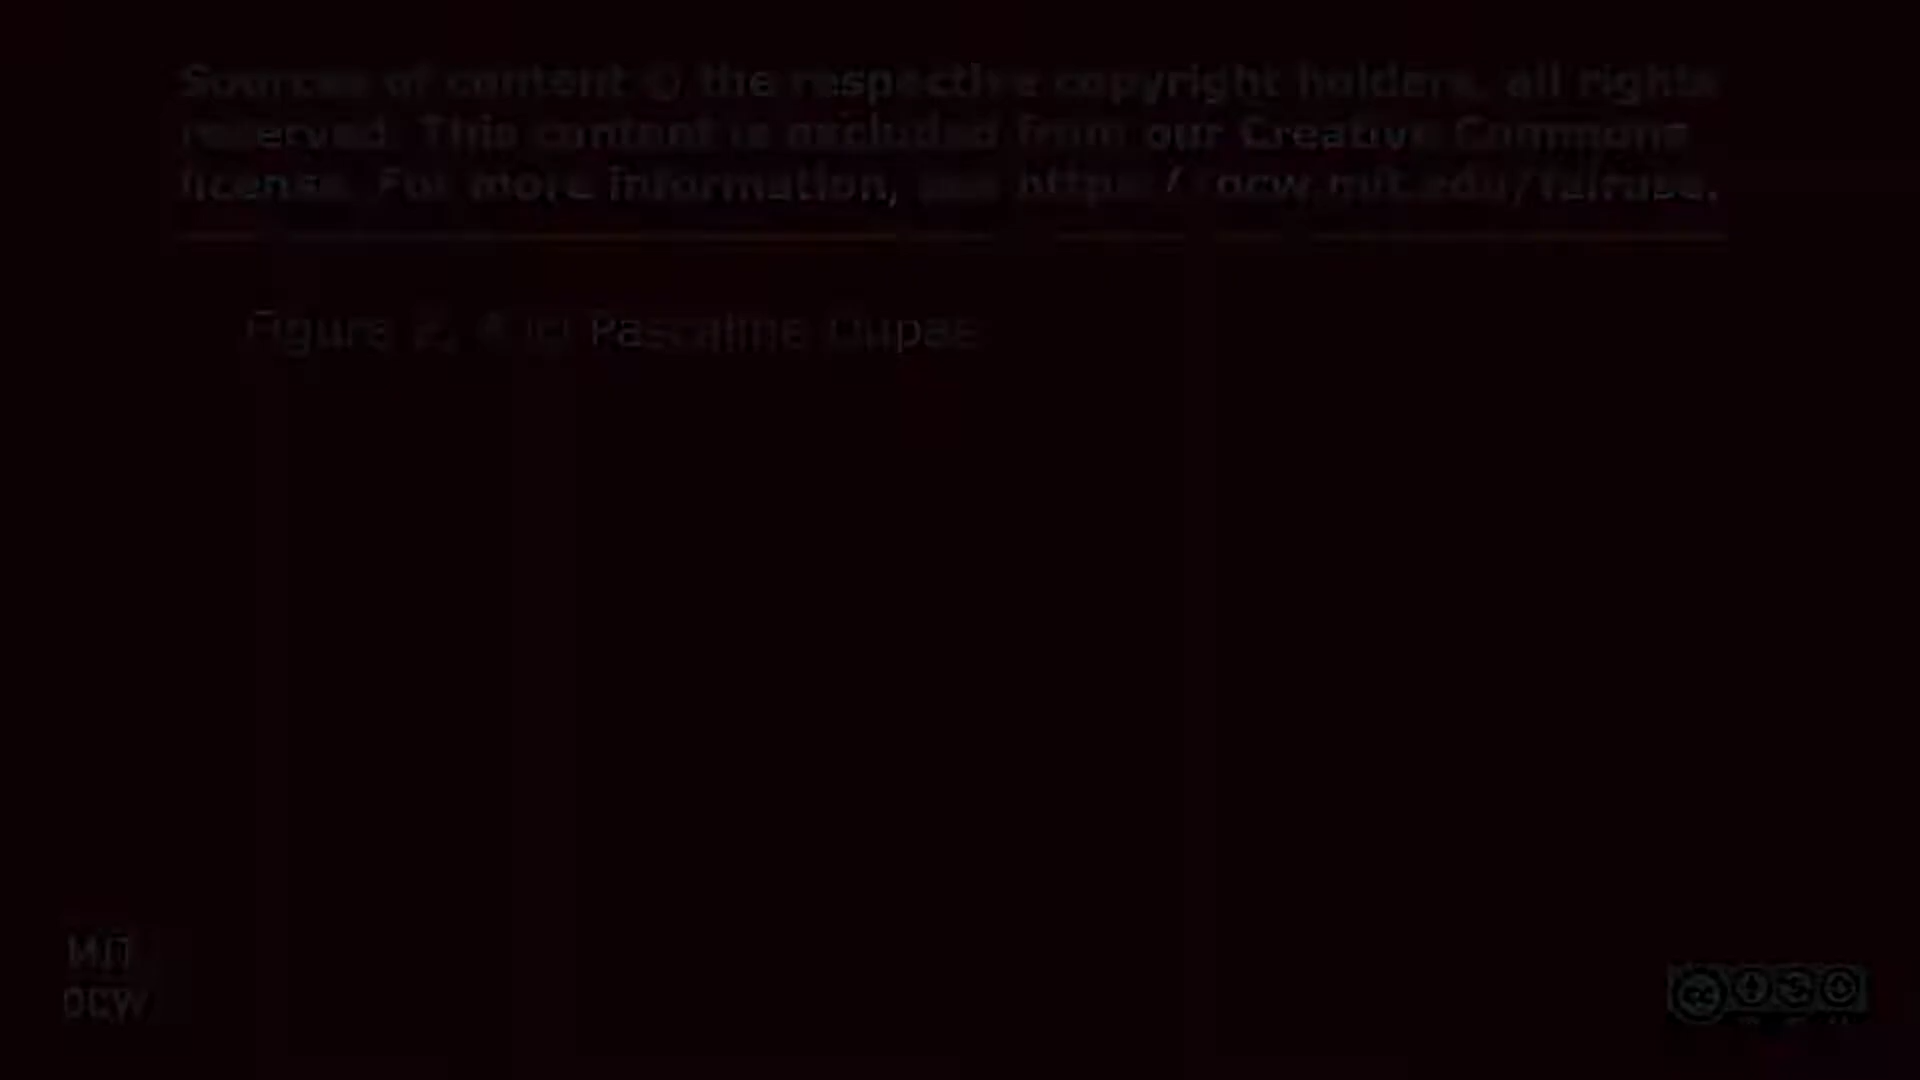 Sources of content © the respective copyright holders, all rights
reserved. This content is excluded from our Creative Commons
license. For more information, see https://ocw.mit.edu/fairuse.
Figure 2, 4 (c) Pascaline Dupas
MIT
OCW
cc